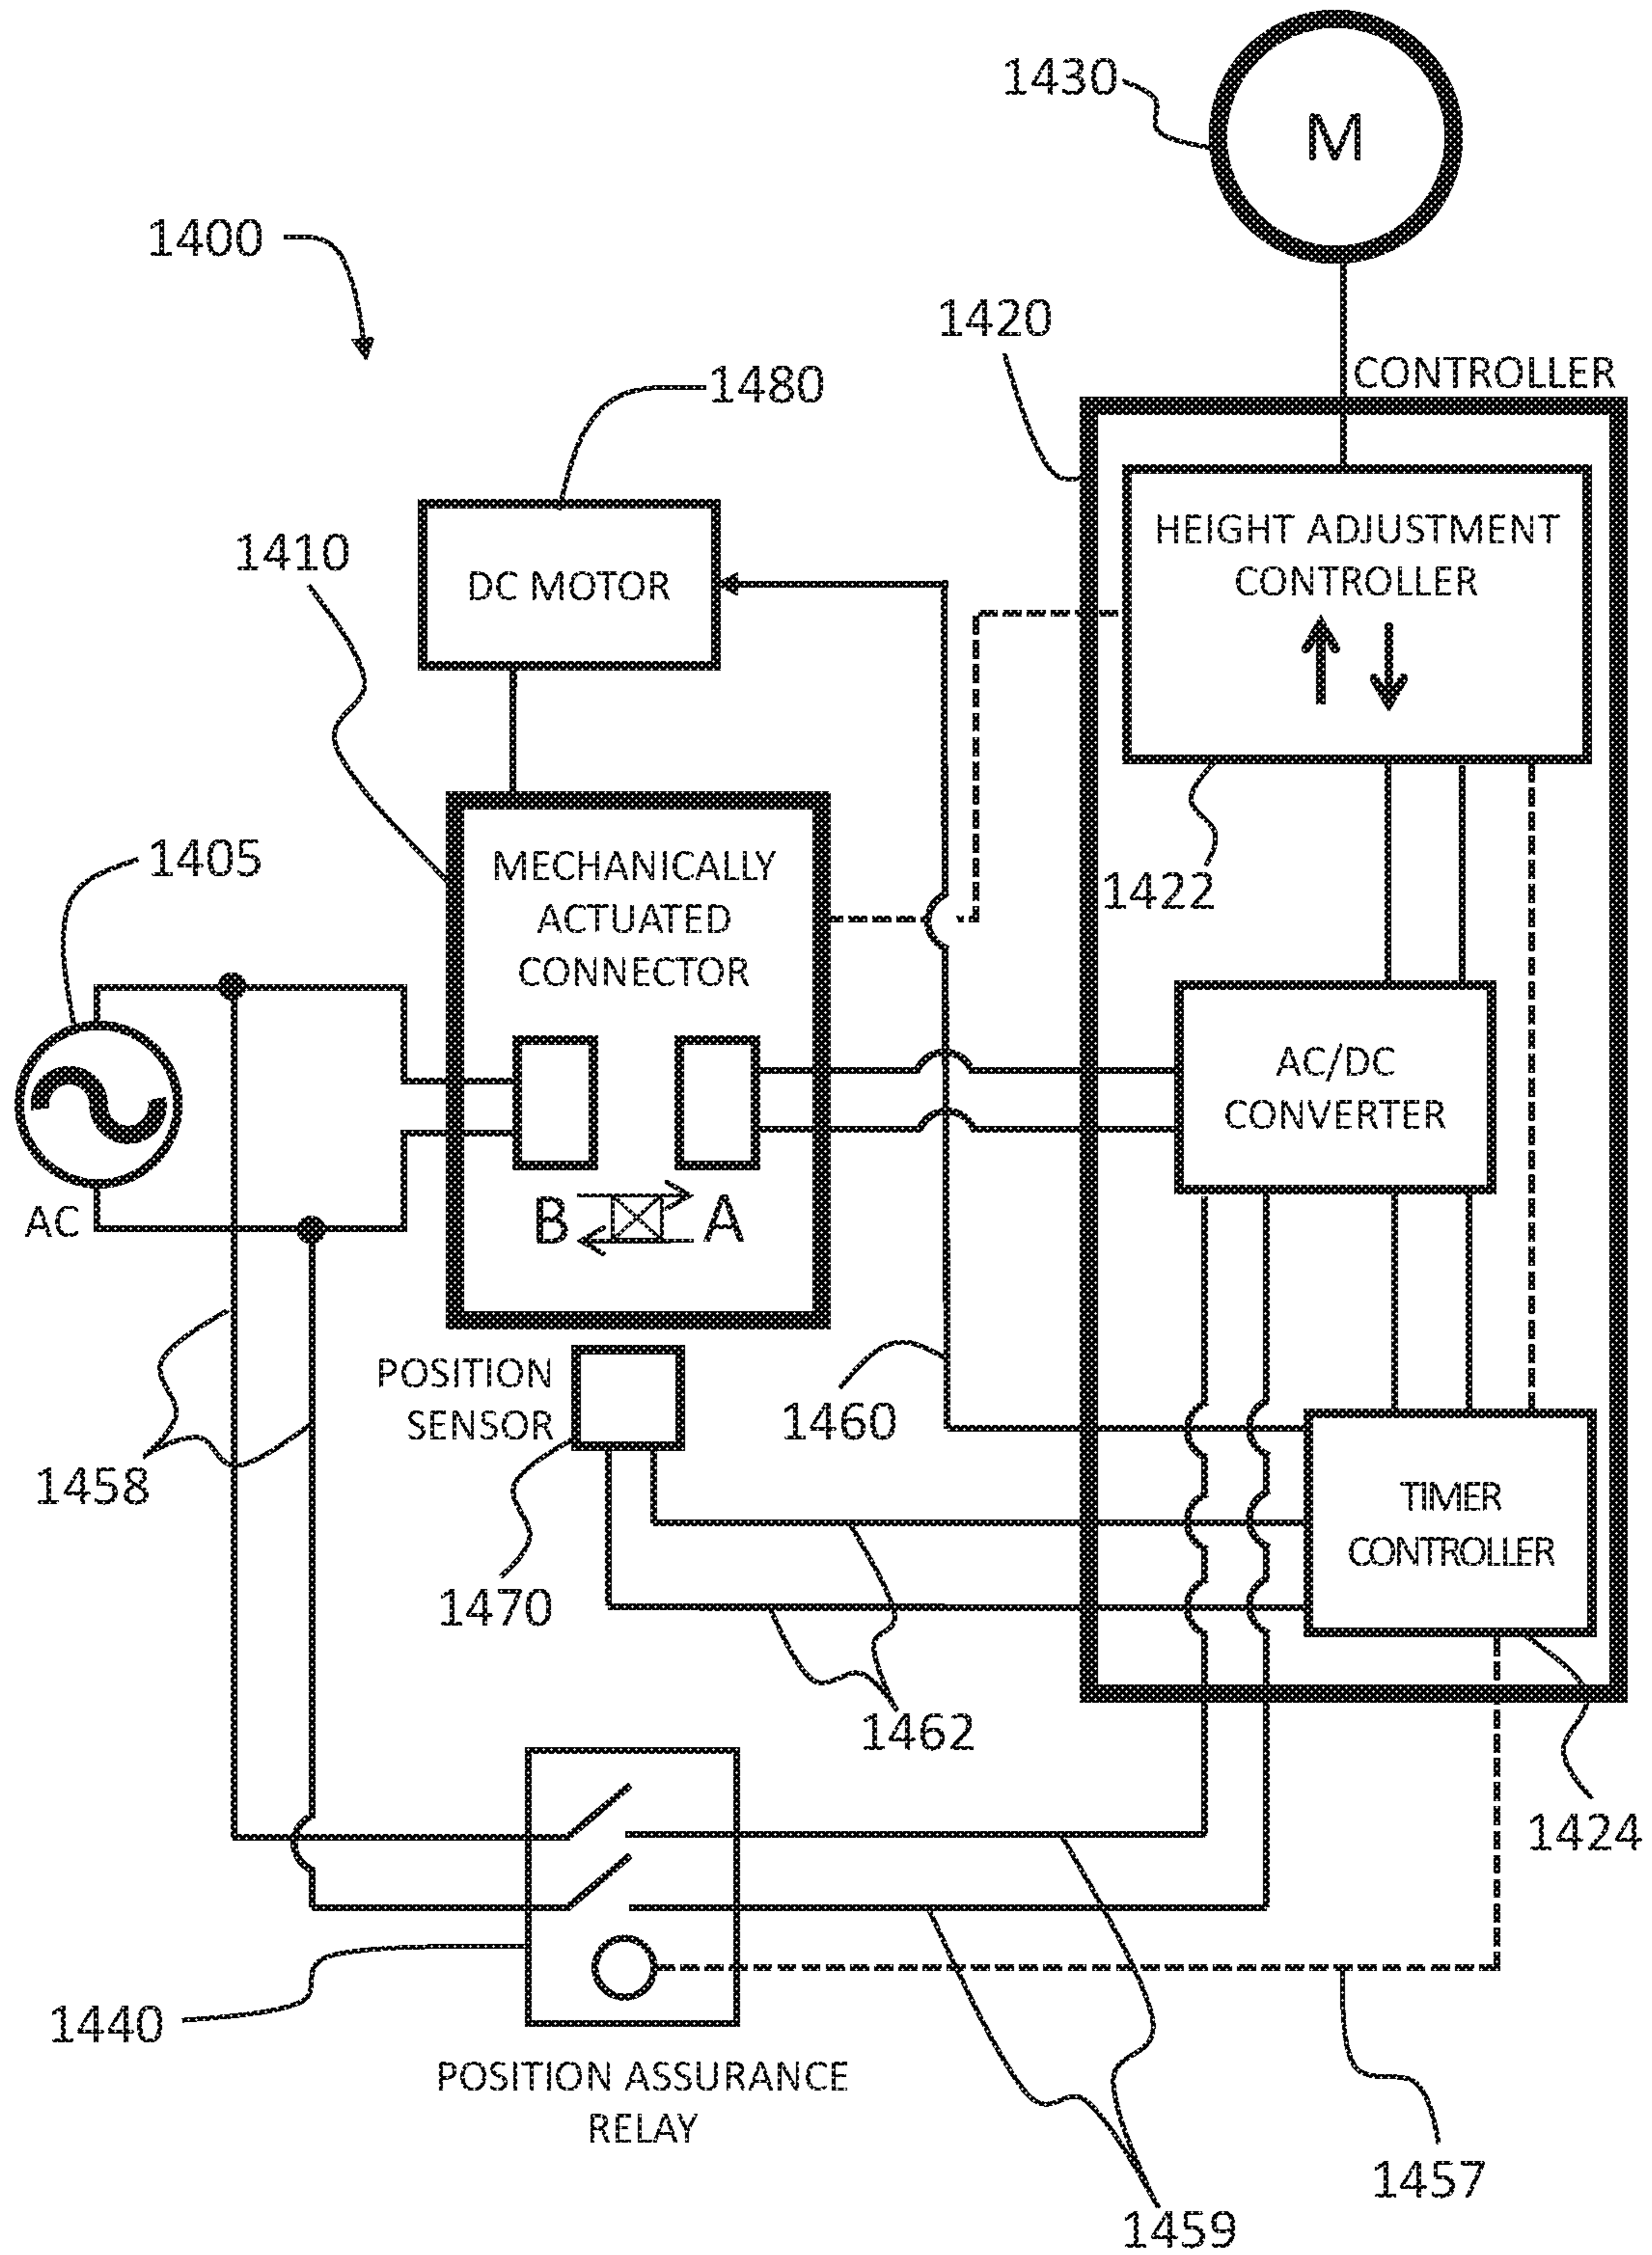 1430
M
1400
1420
CONTROLLER
1480
HEIGHT ADJUSTMENT
CONTROLLER
1410
DC MOTOR
1405
MECHANICALLY
ACTUATED
CONNECTOR
1422
AC/DC
CONVERTER
AC
B
A
POSITION
SENSOR
1460
1458
TIMER
CONTROLLER
1470
1462
1424
1440
POSITION ASSURANCE
RELAY
1457
1459